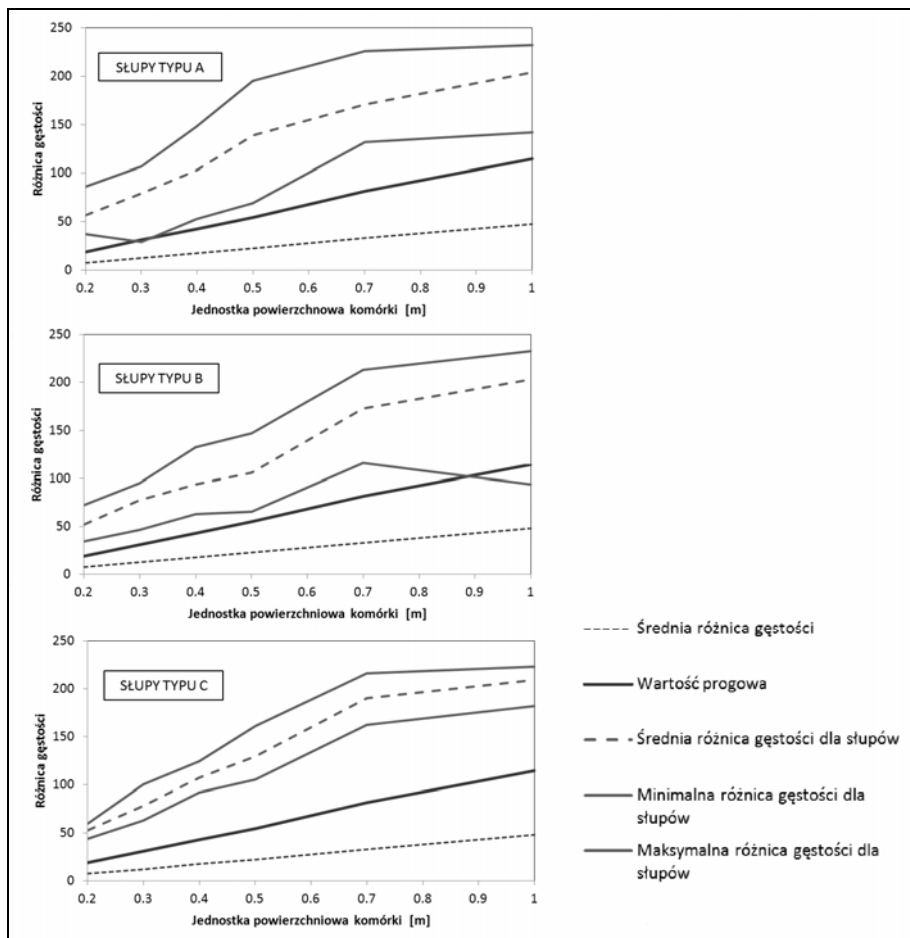 250
200
150
100
50
0
SŁUPY TYPU A
Różnica gęstości
0.2 0.3 0.4 0.5 0.6 0.7 0.8 0.9 1
Jednostka powierzchnowa komórki [m]
250
200
150
100
50
0
SŁUPY TYPU B
Różnica gęstości
0.2 0.3 0.4 0.5 0.6 0.7 0.8 0.9 1
Jednostka powierzchniowa komórki [m]
250
200
150
100
50
0
SŁUPY TYPU C
Różnica gęstości
0.2 0.3 0.4 0.5 0.6 0.7 0.8 0.9 1
Jednostka powierzchniowa komórki [m]
Średnia różnica gęstości
Wartość progowa
Średnia różnica gęstości dla słupów
Minimalna różnica gęstości dla
słupów
Maksymalna różnica gęstości dla
słupów